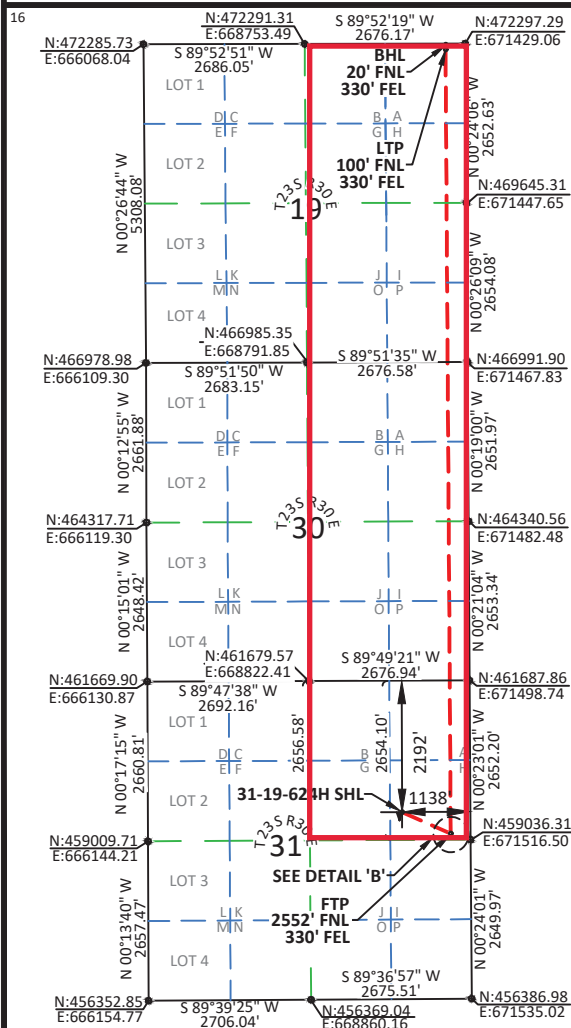 16
N:472291.31
E:668753.49
S 89°52'19" W
2676.17'
N:472297.29
E:671429.06
N:472285.73
E:666068.04
S 89°52'51" W
2686.05'
BHL
20' FNL
330' FEL
LOT 1
D C
E F
B A
G H
N 00°24'06" W
2652.63'
LTP
100' FNL
330' FEL
LOT 2
N 00°26'44" W
5308.08'
T 23 S R30 E
19
N:469645.31
E:671447.65
LOT 3
L K
M N
J I
O P
N 00°26'09" W
2654.08'
LOT 4
N:466985.35
E:668791.85
N:466978.98
E:666109.30
S 89°51'50" W
2683.15'
S 89°51'35" W
2676.58'
N:466991.90
E:671467.83
LOT 1
D C
E F
B A
G H
N 00°12'55" W
2661.88'
N 00°19'00" W
2651.97'
LOT 2
N:464317.71
E:666119.30
T 23 S R30 E
30
N:464340.56
E:671482.48
LOT 3
L K
M N
J I
O P
N 00°15'01" W
2648.42'
N 00°21'04" W
2653.34'
LOT 4
N:461679.57
E:668822.41
N:461669.90
E:666130.87
S 89°47'38" W
2692.16'
S 89°49'21" W
2676.94'
N:461687.86
E:671498.74
LOT 1
D C
E F
B
G
A
H
N 00°17'15" W
2660.81'
2656.58'
2654.10'
2192'
N 00°23'01" W
2652.20'
LOT 2
31-19-624H SHL
1138'
N:459009.71
E:666144.21
T 23 S R30 E
31
N:459036.31
E:671516.50
SEE DETAIL 'B'
LOT 3
FTP
2552' FNL
330' FEL
L K
M N
J I
O P
N 00°13'40" W
2657.47'
N 00°24'01" W
2649.97'
LOT 4
S 89°36'57" W
2675.51'
N:456352.85
E:666154.77
S 89°39'25" W
2706.04'
N:456369.04
E:668860.16
N:456386.98
E:671535.02